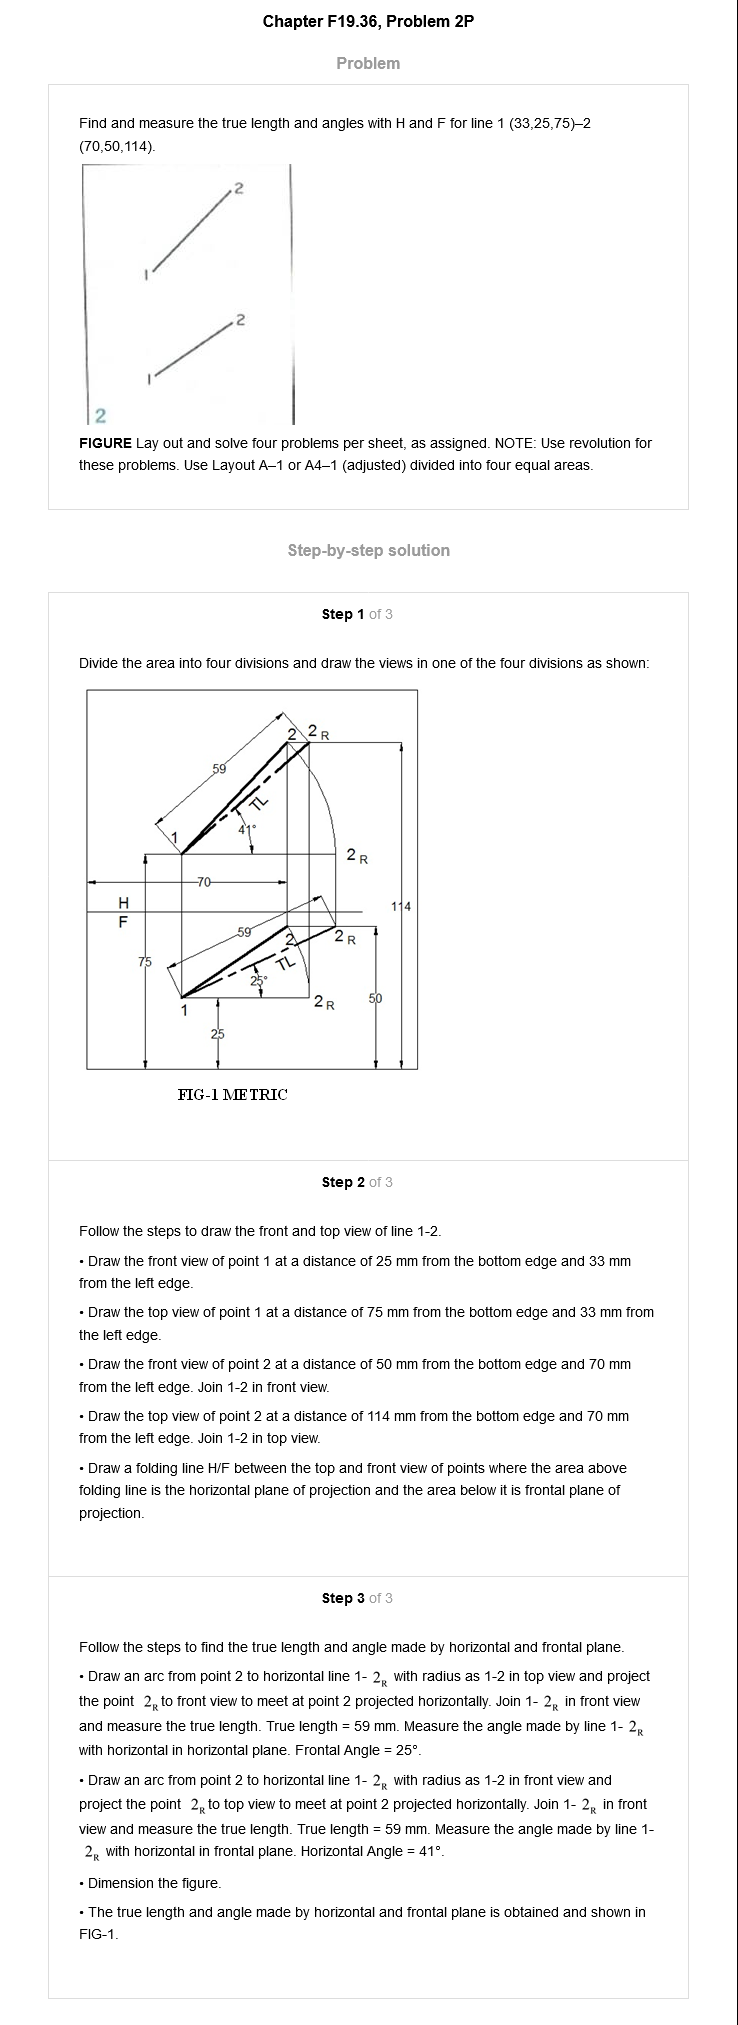 Chapter F19.36, Problem 2P
Problem
Find and measure the true length and angles with H and F for line 1 (33,25,75)–2
(70,50,114).
2
1
2
1
2
FIGURE Lay out and solve four problems per sheet, as assigned. NOTE: Use revolution for
these problems. Use Layout A–1 or A4–1 (adjusted) divided into four equal areas.
Step-by-step solution
Step 1 of 3
Divide the area into four divisions and draw the views in one of the four divisions as shown:
2 2R
59
TL
1
41°
2R
70
H
114
F
59
2
2R
75
TL
25°
50
1
2R
25
FIG-1 METRIC
Step 2 of 3
Follow the steps to draw the front and top view of line 1-2.
• Draw the front view of point 1 at a distance of 25 mm from the bottom edge and 33 mm
from the left edge.
• Draw the top view of point 1 at a distance of 75 mm from the bottom edge and 33 mm from
the left edge.
• Draw the front view of point 2 at a distance of 50 mm from the bottom edge and 70 mm
from the left edge. Join 1-2 in front view.
• Draw the top view of point 2 at a distance of 114 mm from the bottom edge and 70 mm
from the left edge. Join 1-2 in top view.
• Draw a folding line H/F between the top and front view of points where the area above
folding line is the horizontal plane of projection and the area below it is frontal plane of
projection.
Step 3 of 3
Follow the steps to find the true length and angle made by horizontal and frontal plane.
• Draw an arc from point 2 to horizontal line 1- 2R with radius as 1-2 in top view and project
the point 2R to front view to meet at point 2 projected horizontally. Join 1- 2R in front view
and measure the true length. True length = 59 mm. Measure the angle made by line 1- 2R
with horizontal in horizontal plane. Frontal Angle = 25°.
• Draw an arc from point 2 to horizontal line 1- 2R with radius as 1-2 in front view and
project the point 2R to top view to meet at point 2 projected horizontally. Join 1- 2R in front
view and measure the true length. True length = 59 mm. Measure the angle made by line 1-
2R with horizontal in frontal plane. Horizontal Angle = 41°.
• Dimension the figure.
• The true length and angle made by horizontal and frontal plane is obtained and shown in
FIG-1.